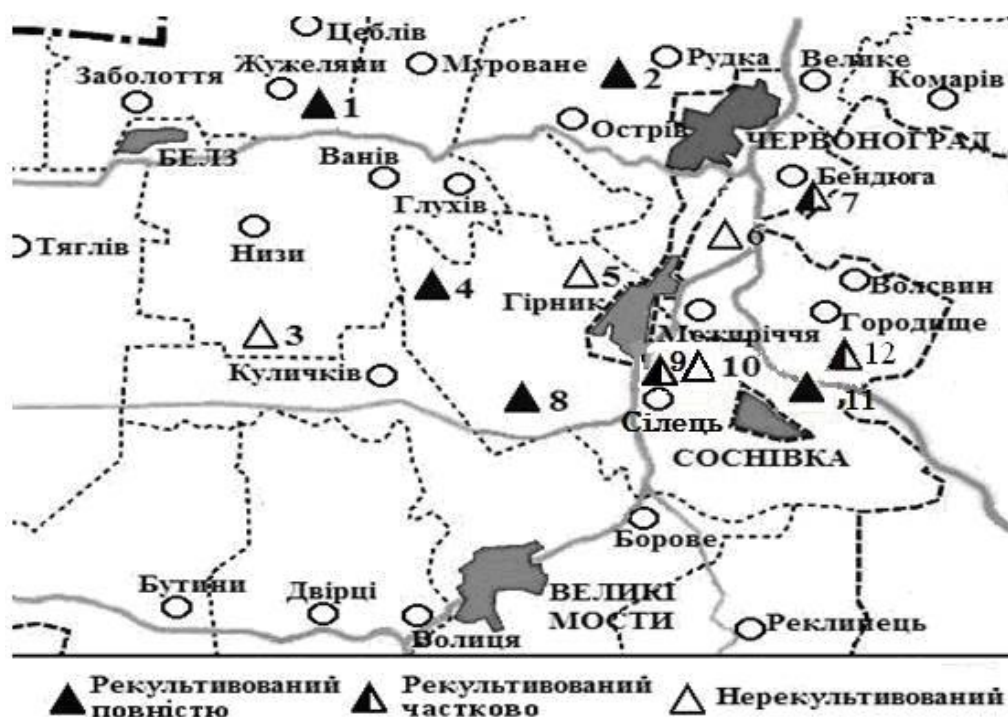 Цеблів
Рудка
Заболоття
Жужеляни
Муроване
Велике
Комарів
2
1
Острів
БЕЛЗ
Ванів
ЧЕРВОНОГРАД
Бендюга
Глухів
7
Тяглів
Низи
6
4
5
Гірник
Волсвин
3
Межиріччя
Городище
Куличків
9
10
12
8
11
Сілець
СОСНІВКА
Борове
Бутини
Двірці
ВЕЛИКІ
МОСТИ
Волиця
Реклинець
Рекультивований
повністю
Рекультивований
частково
Нерекультивований